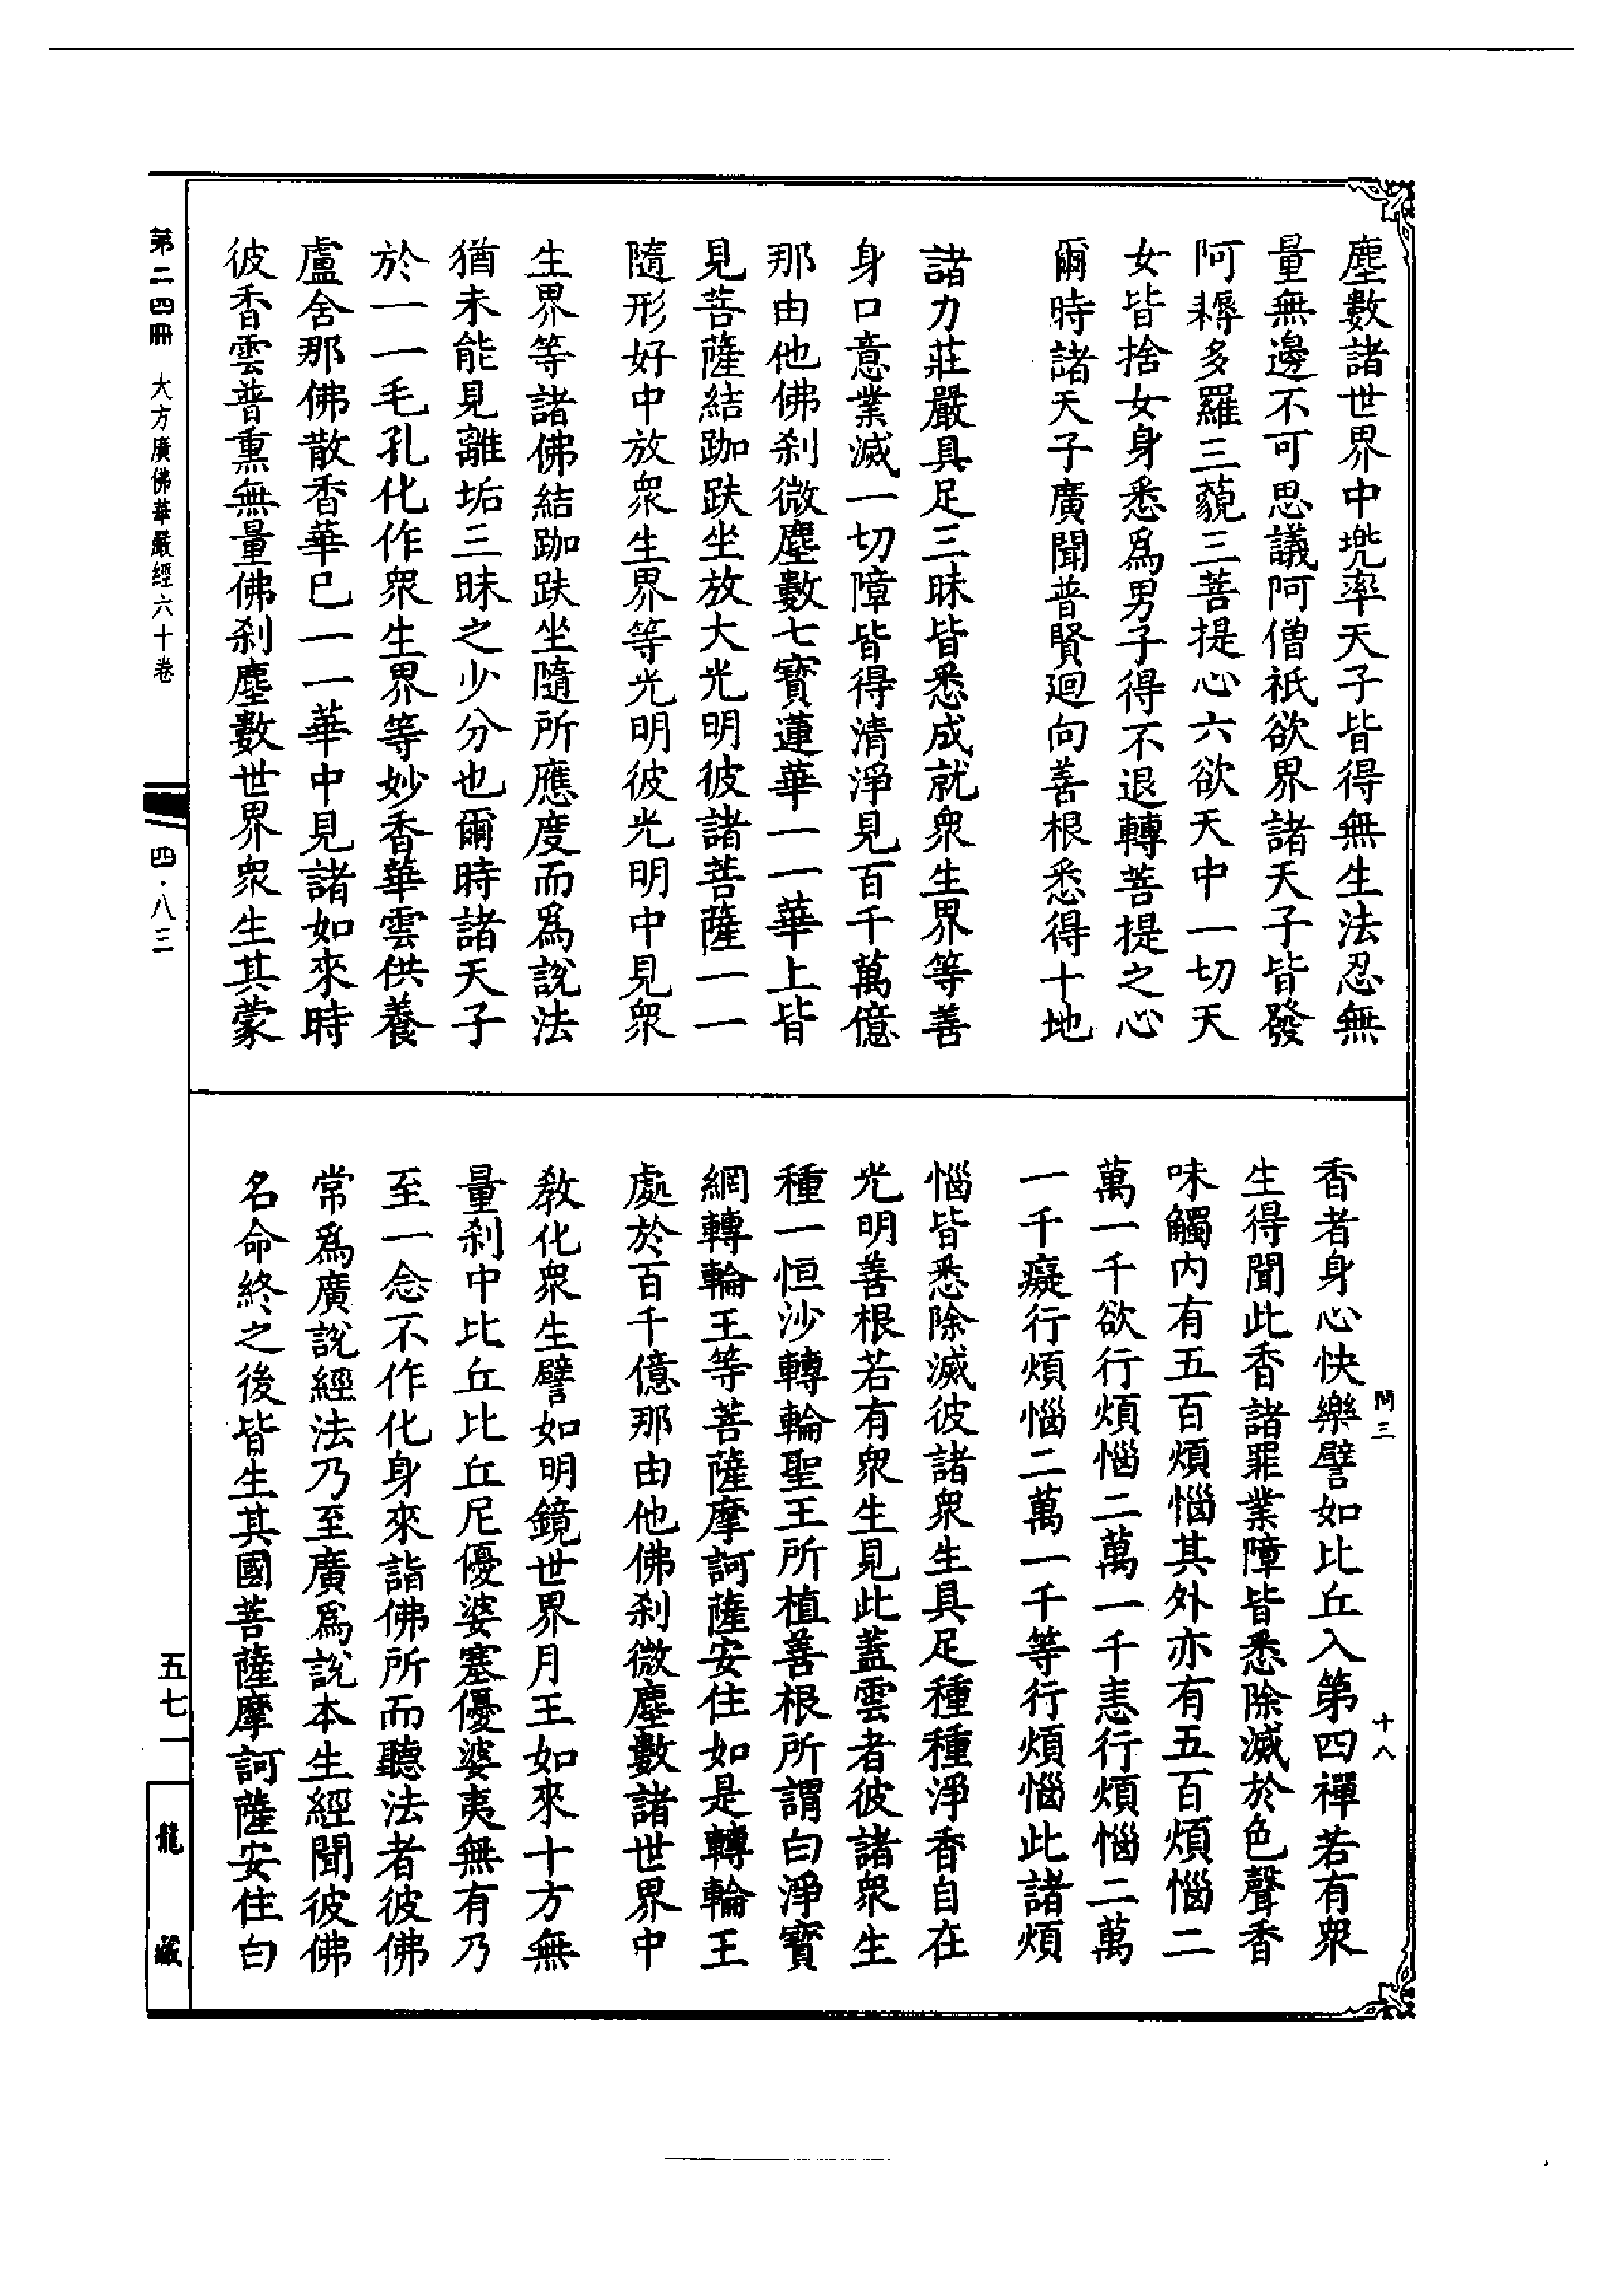 塵數諸世界中兜率天子皆得無生法忍無
量無邊不可思議阿僧祇欲界諸天子皆發
阿耨多羅三藐三菩提心六欲天中一切天
女皆捨女身悉爲男子得不退轉菩提之心
爾時諸天子廣聞普賢迴向善根悉得十地
諸力莊嚴具足三昧皆悉成就衆生界等善
身口意業滅一切障皆得清淨見百千萬億
那由他佛刹微塵數七寶蓮華一一華上皆
見菩薩結跏趺坐放大光明彼諸菩薩一一
隨形好中放衆生界等光明彼光明中見衆
生界等諸佛結跏趺坐隨所應度而爲說法
猶未能見離垢三昧之少分也爾時諸天子
於一一毛孔化作衆生界等妙香華雲供養
盧舍那佛散香華已一一華中見諸如來時
彼香雲普熏無量佛刹塵數世界衆生其蒙
香者身心快樂譬如比丘入第四禪若有衆
生得聞此香諸罪業障皆悉除滅於色聲香
味觸內有五百煩惱其外亦有五百煩惱二
萬一千欲行煩惱二萬一千恚行煩惱二萬
一千癡行煩惱二萬一千等行煩惱此諸煩
惱皆悉除滅彼諸衆生具足種種淨香自在
光明善根若有衆生見此蓋雲者彼諸衆生
種一恒沙轉輪聖王所植善根所謂白淨寶
網轉輪王等菩薩摩訶薩安住如是轉輪王
處於百千億那由他佛刹微塵數諸世界中
教化衆生譬如明鏡世界月王如來十方無
量刹中比丘比丘尼優婆塞優婆夷無有乃
至一念不作化身來詣佛所而聽法者彼佛
常爲廣說經法乃至廣爲說本生經聞彼佛
名命終之後皆生其國菩薩摩訶薩安住白
問三
十八
第二四冊 大方廣佛華嚴經六十卷
四·八三
五七一
龍藏